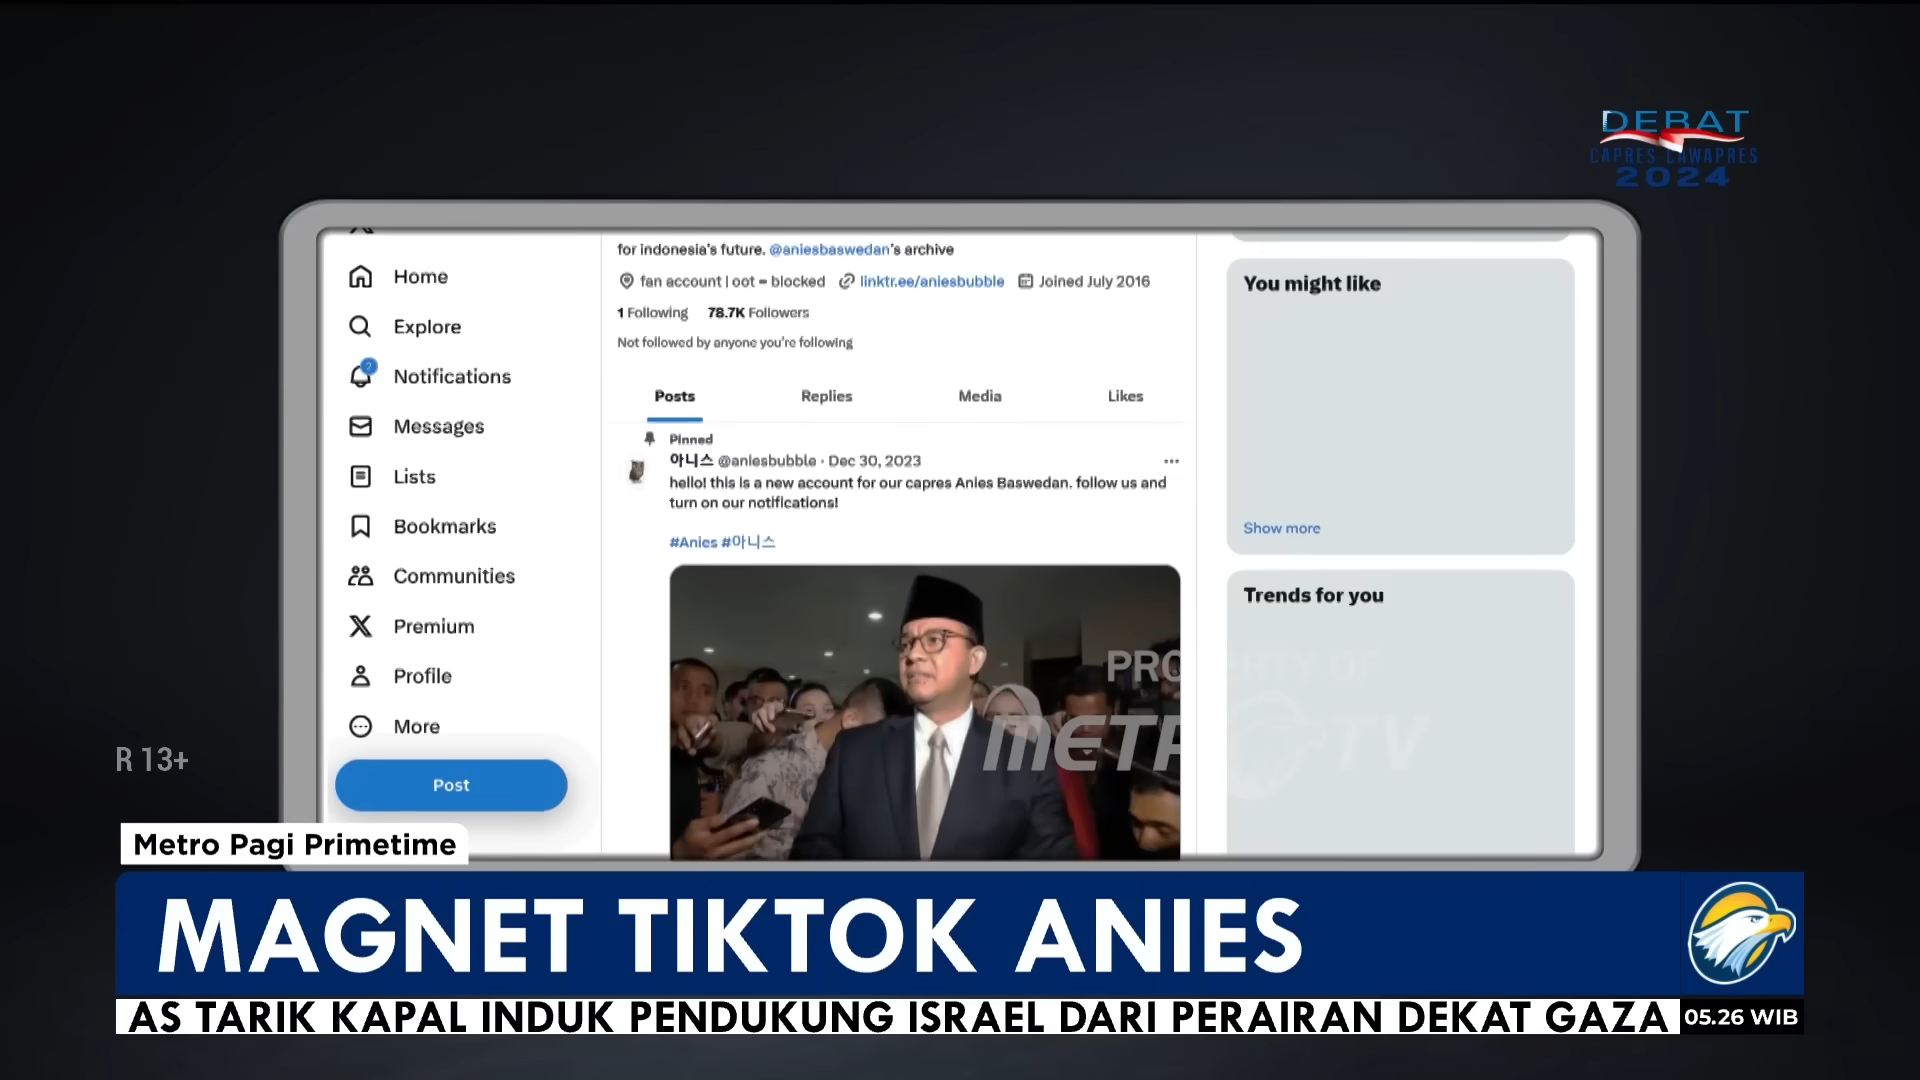 DEBAT
CAPRES-CAWAPRES
2024
for indonesia's future. @aniesbaswedan's archive
fan account | oot = blocked linktr.ee/aniesbubble Joined July 2016
1 Following 78.7K Followers
Not followed by anyone you're following
Posts Replies Media Likes
Pinned
아니스 @aniesbubble · Dec 30, 2023 ...
hello! this is a new account for our capres Anies Baswedan. follow us and
turn on our notifications!
#Anies #아니스
Home
Explore
2
Notifications
Messages
Lists
Bookmarks
Communities
Premium
Profile
More
Post
You might like
Show more
Trends for you
PROPERTY OF
METRO TV
R 13+
Metro Pagi Primetime
MAGNET TIKTOK ANIES
AS TARIK KAPAL INDUK PENDUKUNG ISRAEL DARI PERAIRAN DEKAT GAZA
05.26 WIB